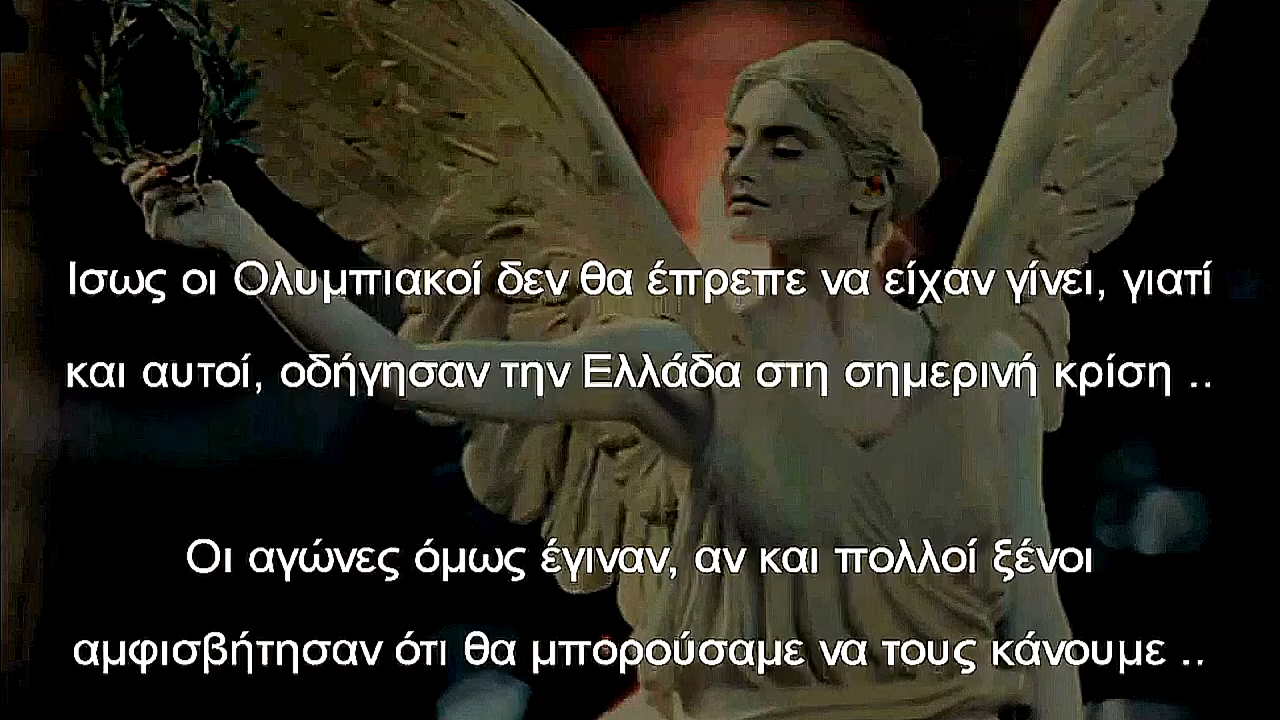 Ισως οι Ολυμπιακοί δεν θα έπρεπε να είχαν γίνει, γιατί
και αυτοί, οδήγησαν την Ελλάδα στη σημερινή κρίση ..
Οι αγώνες όμως έγιναν, αν και πολλοί ξένοι
αμφισβήτησαν ότι θα μπορούσαμε να τους κάνουμε ..